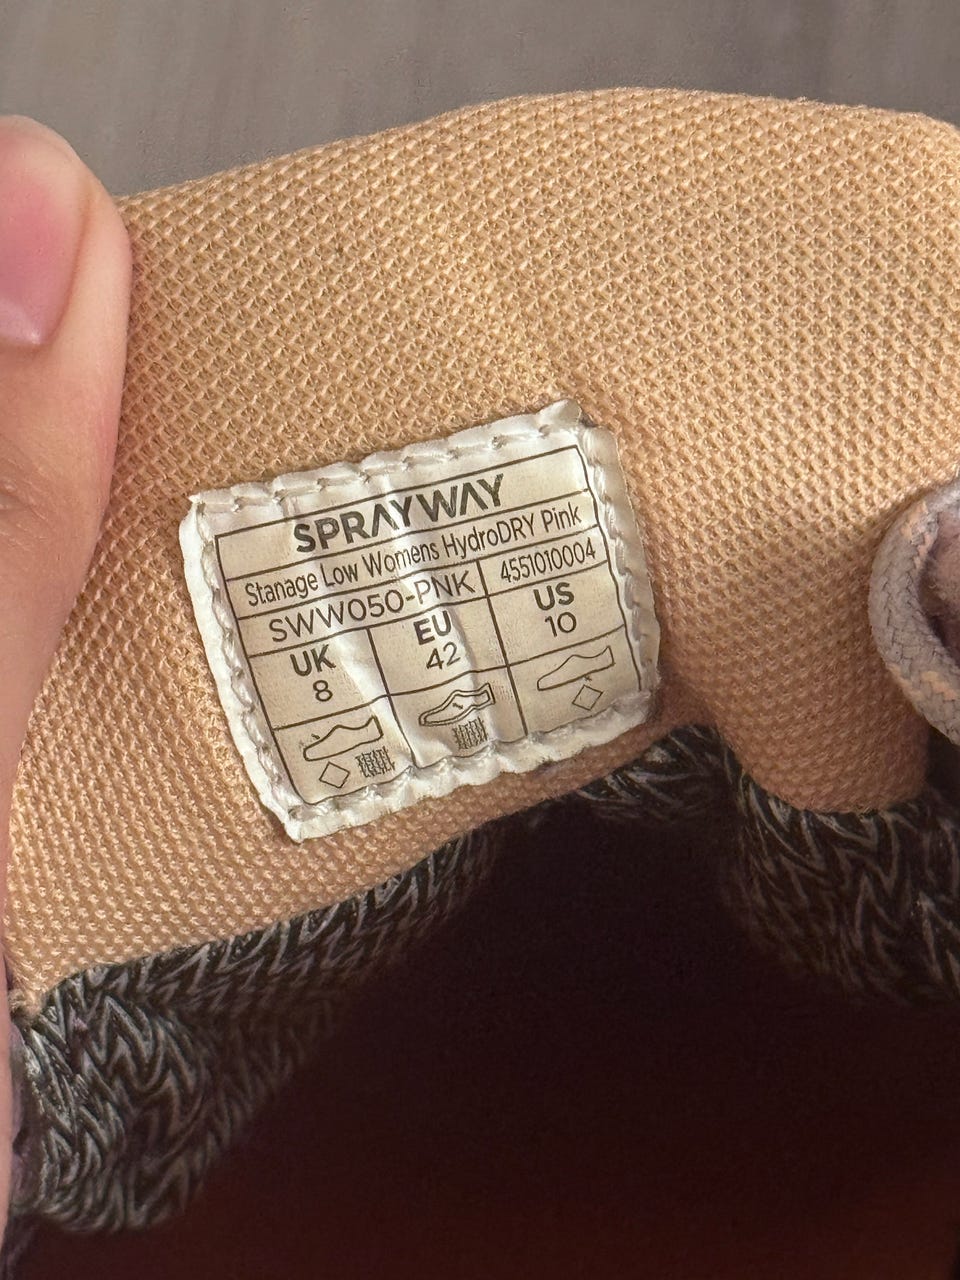 SPRAYWAY
Stanage Low Womens HydroDRY Pink
SWW050-PNK 4551010004
UK EU US
8 42 10